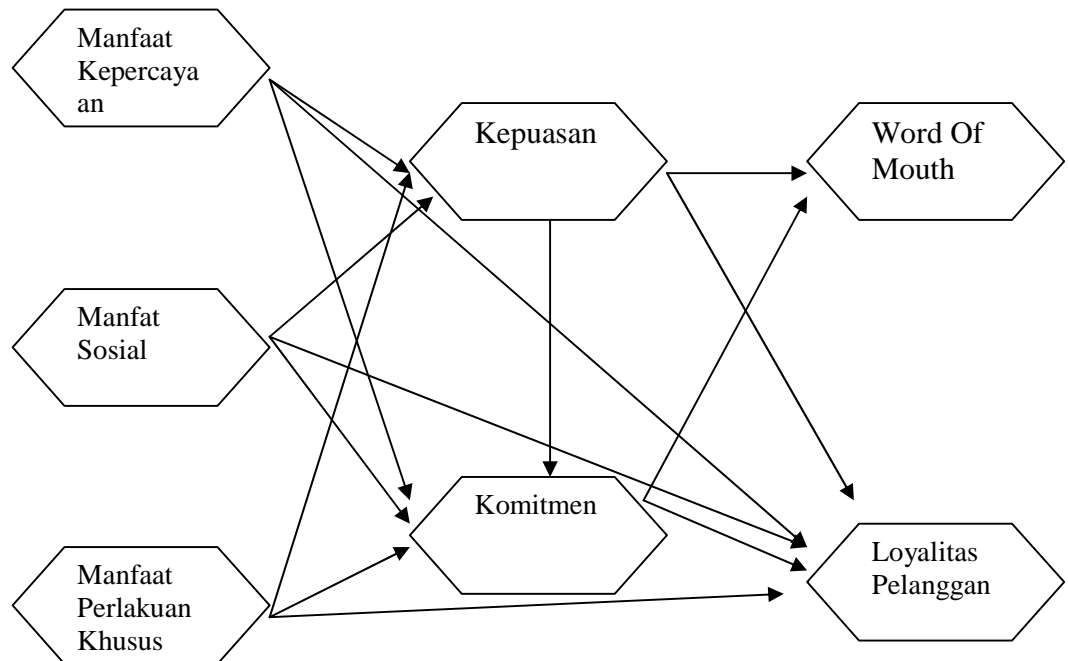 Manfaat
Kepercaya
an
Kepuasan
Word Of
Mouth
Manfat
Sosial
Komitmen
Loyalitas
Pelanggan
Manfaat
Perlakuan
Khusus